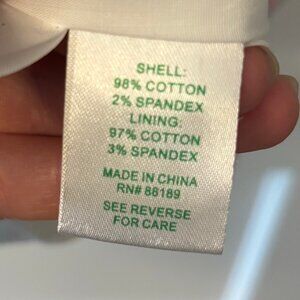 SHELL:
98% COTTON
2% SPANDEX
LINING:
97% COTTON
3% SPANDEX
MADE IN CHINA
RN# 88189
SEE REVERSE
FOR CARE